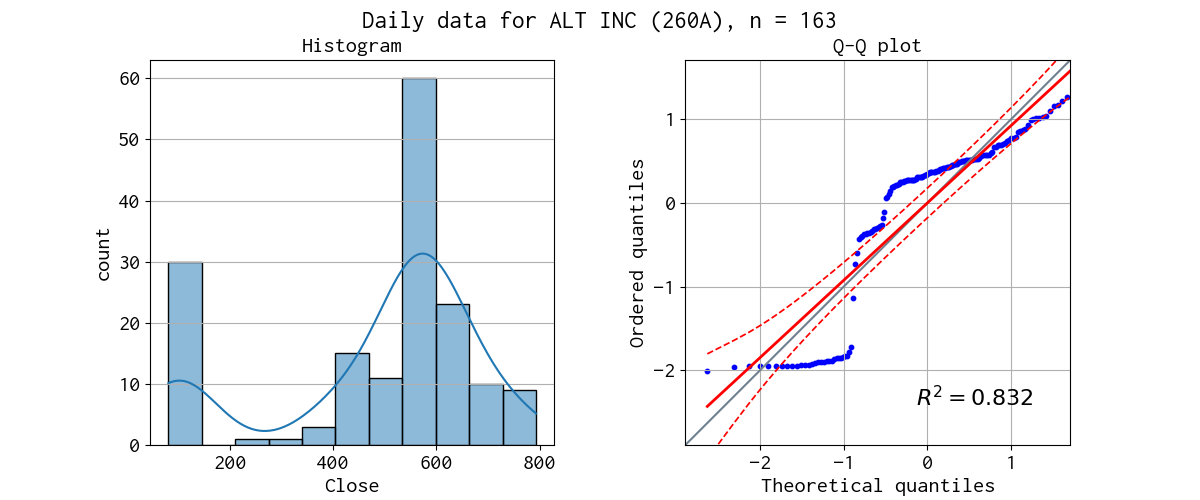 Daily data for ALT INC (260A), n = 163
Histogram
60
50
40
30
20
10
0
count
200
400
600
800
Close
Q-Q plot
1
0
−1
−2
Ordered quantiles
R² = 0.832
−2
−1
0
1
Theoretical quantiles